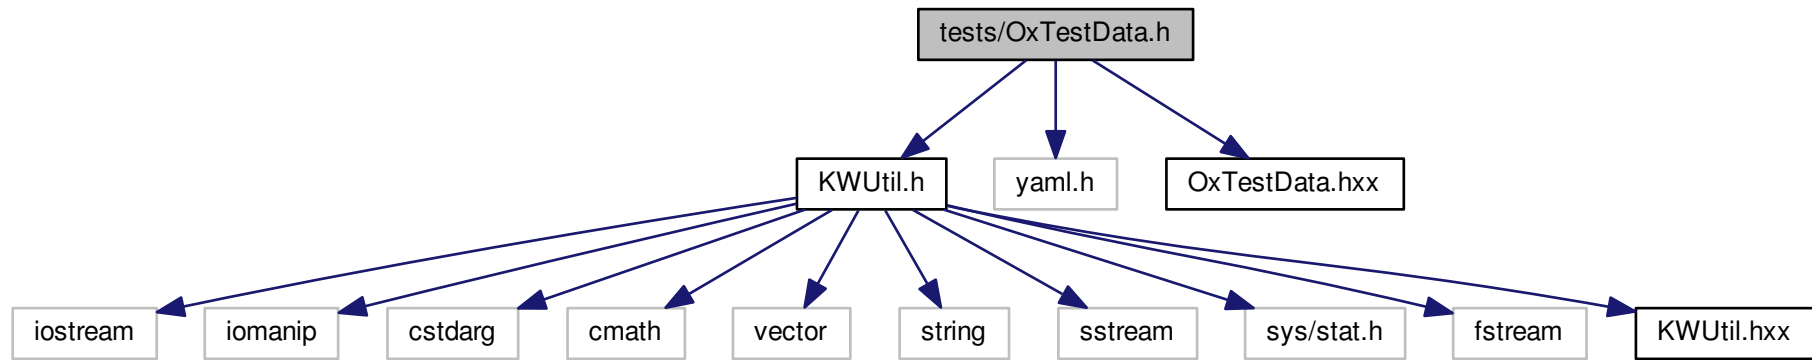 tests/OxTestData.h
KWUtil.h
yaml.h
OxTestData.hxx
iostream
iomanip
cstdarg
cmath
vector
string
sstream
sys/stat.h
fstream
KWUtil.hxx